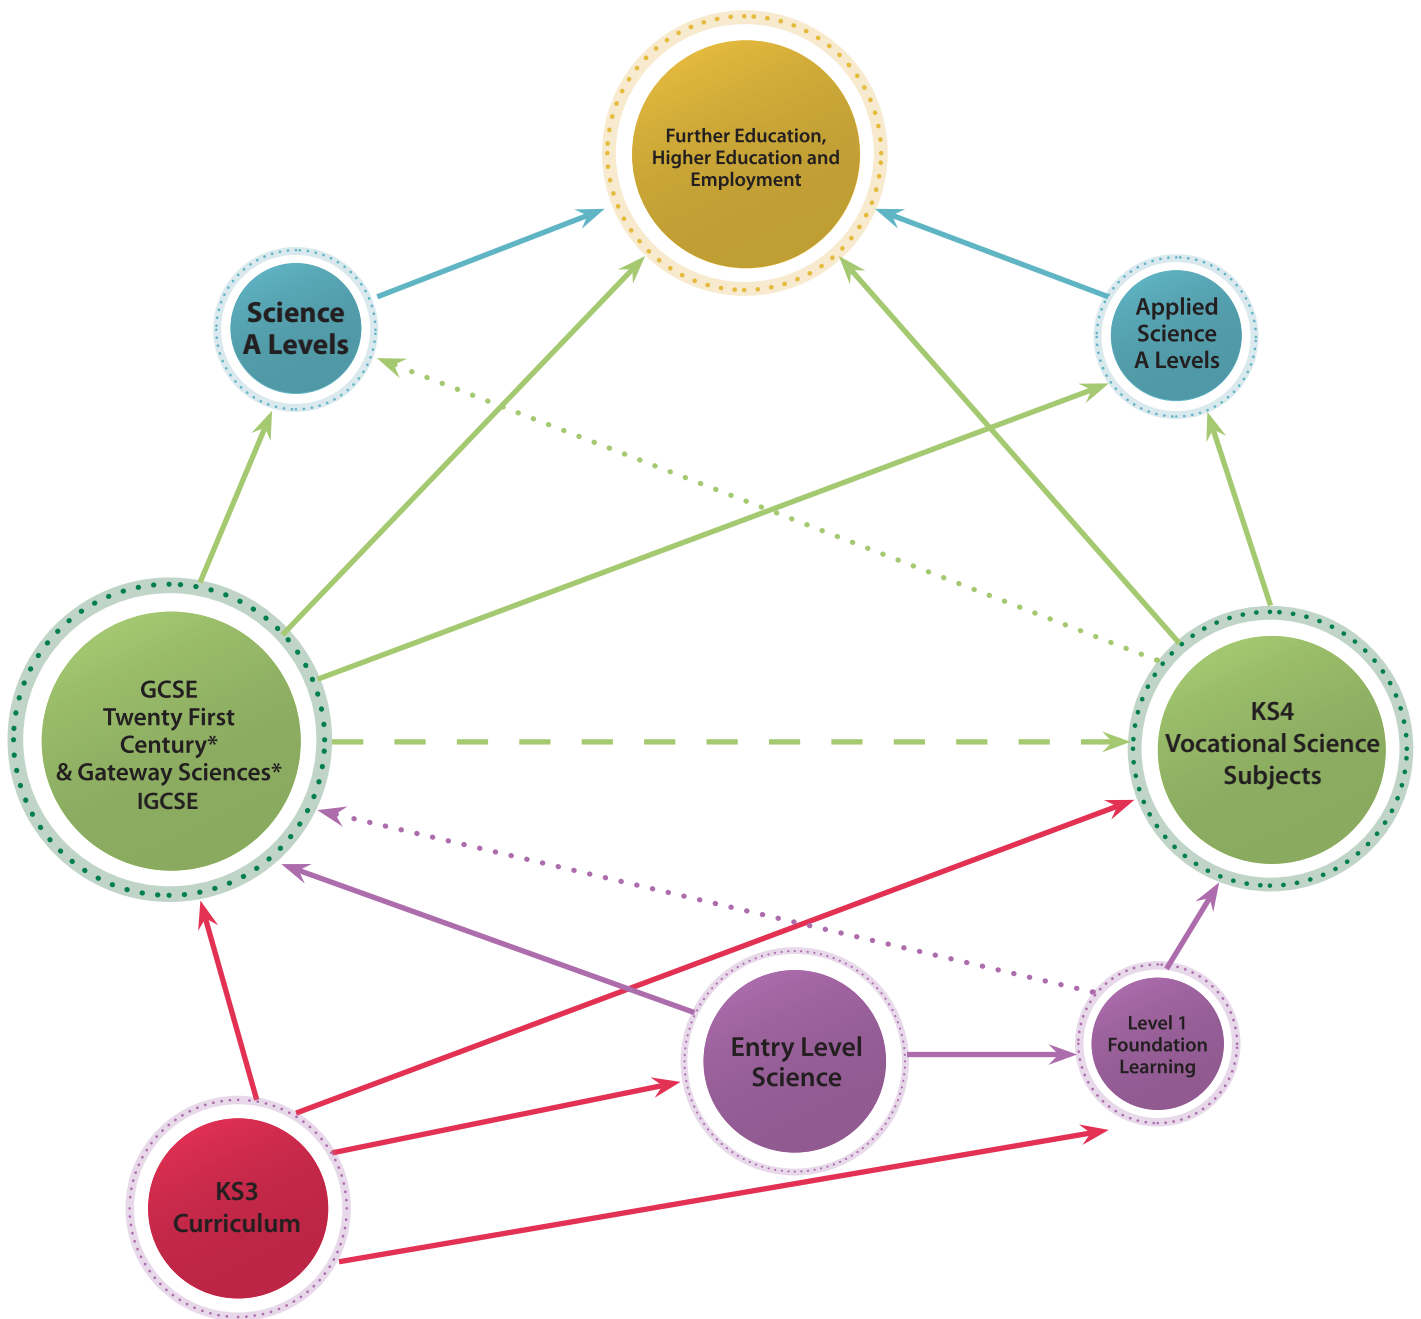 Further Education,
Higher Education and
Employment
Science
A Levels
Applied
Science
A Levels
GCSE
Twenty First
Century*
& Gateway Sciences*
IGCSE
KS4
Vocational Science
Subjects
Entry Level
Science
Level 1
Foundation
Learning
KS3
Curriculum